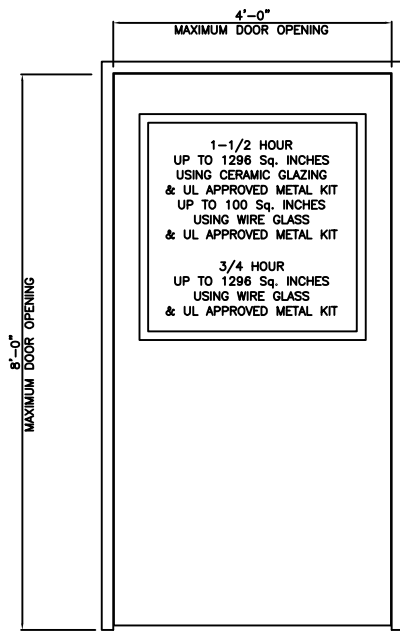 4'-0"
MAXIMUM DOOR OPENING
1-1/2 HOUR
UP TO 1296 Sq. INCHES
USING CERAMIC GLAZING
& UL APPROVED METAL KIT
UP TO 100 Sq. INCHES
USING WIRE GLASS
& UL APPROVED METAL KIT
3/4 HOUR
UP TO 1296 Sq. INCHES
USING WIRE GLASS
& UL APPROVED METAL KIT
8'-0"
MAXIMUM DOOR OPENING